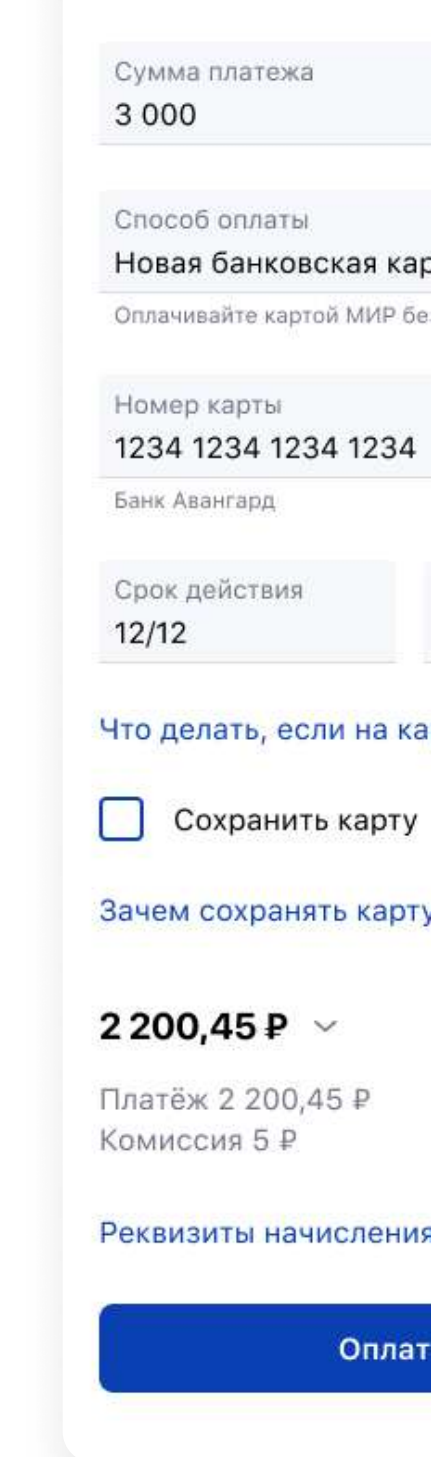 Сумма платежа
3 000
Способ оплаты
Новая банковская кар
Оплачивайте картой МИР бе
Номер карты
1234 1234 1234 1234
Банк Авангард
Срок действия
12/12
Что делать, если на ка
Сохранить карту
Зачем сохранять карту
2 200,45 ₽
Платёж 2 200,45 ₽
Комиссия 5 ₽
Реквизиты начисления
Оплат